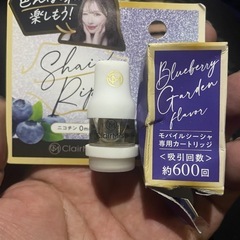 楽しもう!
Shai
Rip
ニコチン 0m
Clair
Blueberry
Garden
flavor
モバイルシーシャ
専用カートリッジ
＜吸引回数＞
約600回